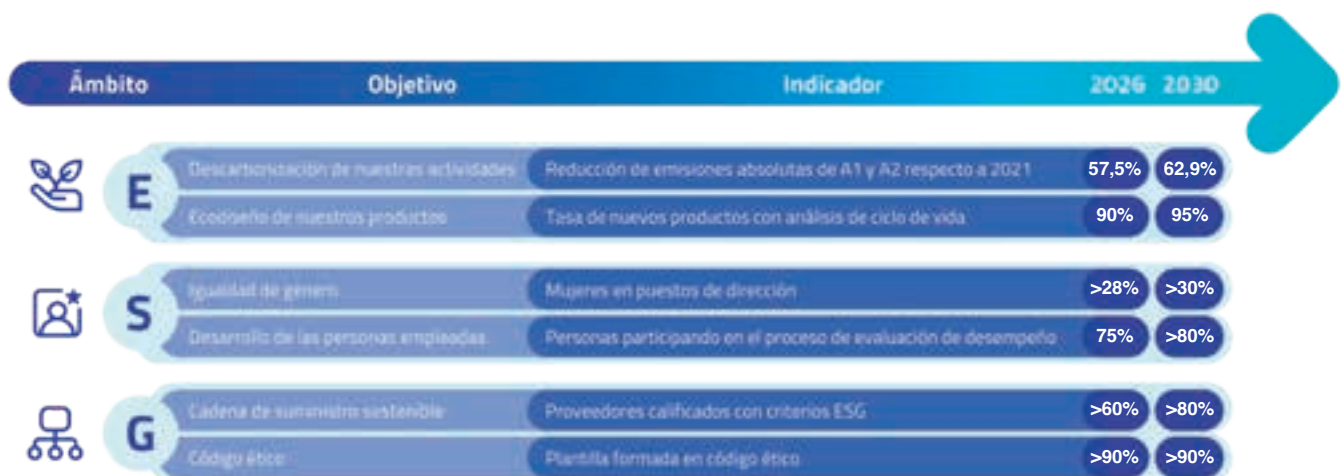 Ámbito Objetivo Indicador 2026 2030
E
Descarbonización de nuestras actividades Reducción de emisiones absolutas de A1 y A2 respecto a 2021 57,5% 62,9%
Ecodiseño de nuestros productos Tasa de nuevos productos con análisis de ciclo de vida 90% 95%
S
Igualdad de género Mujeres en puestos de dirección >28% >30%
Desarrollo de las personas empleadas Personas participando en el proceso de evaluación de desempeño 75% >80%
G
Cadena de suministro sostenible Proveedores calificados con criterios ESG >60% >80%
Código ético Plantilla formada en código ético >90% >90%